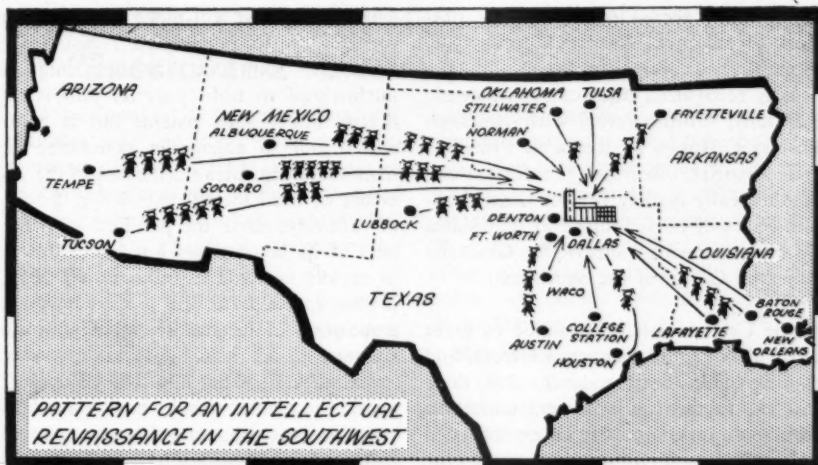 ARIZONA
NEW MEXICO
ALBUQUERQUE
TEMPE
SOCORRO
TUCSON
LUBBOCK
TEXAS
OKLAHOMA
TULSA
STILLWATER
NORMAN
FAYETTEVILLE
ARKANSAS
DENTON
FT. WORTH
DALLAS
LOUISIANA
WACO
AUSTIN
COLLEGE
STATION
HOUSTON
LAFAYETTE
BATON
ROUGE
NEW
ORLEANS
PATTERN FOR AN INTELLECTUAL
RENAISSANCE IN THE SOUTHWEST